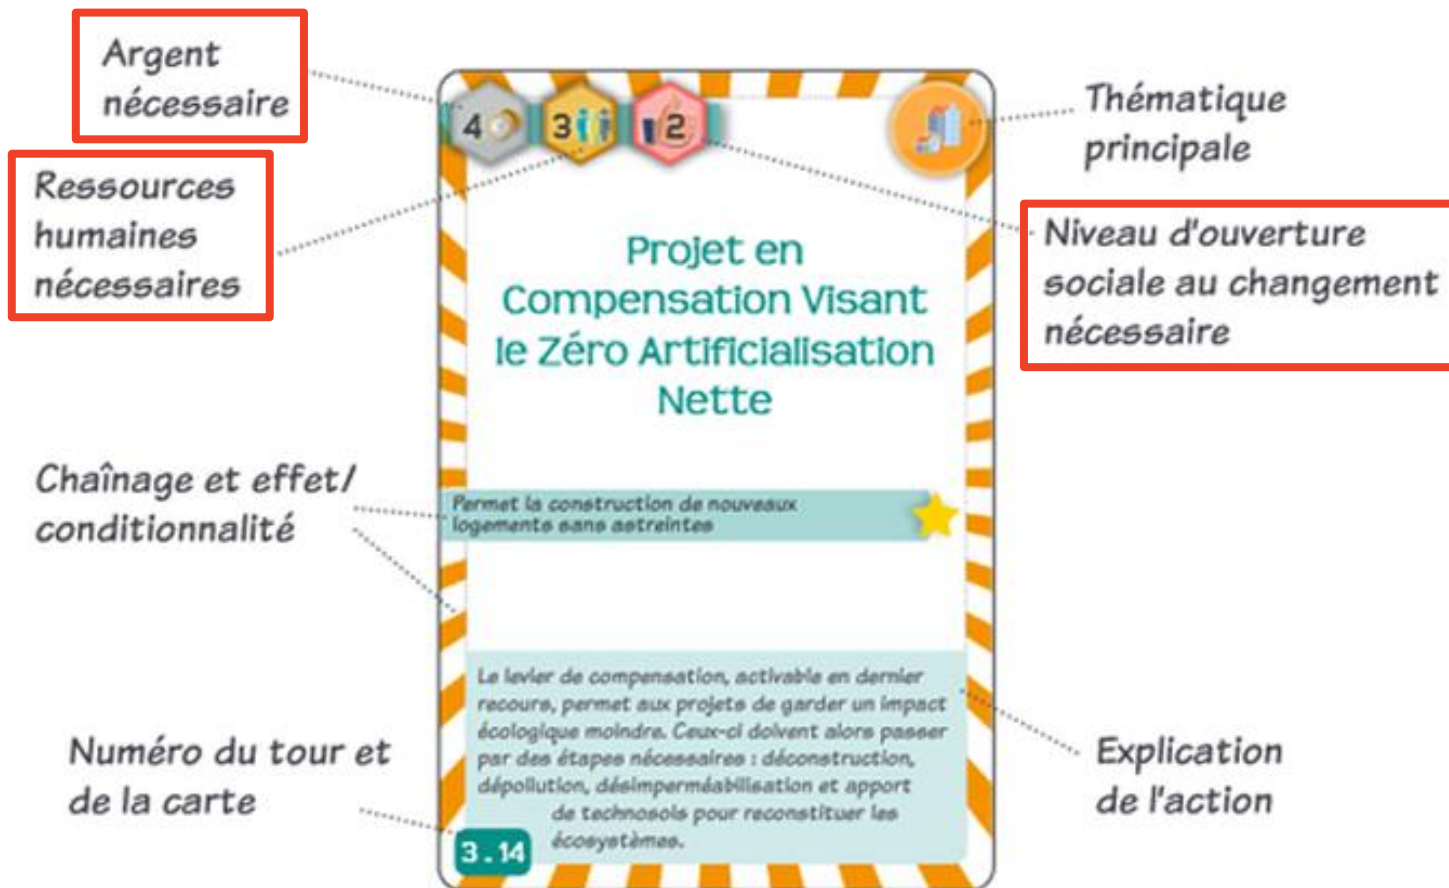 Argent
nécessaire
Ressources
humaines
nécessaires
Chaînage et effet/
conditionnalité
Numéro du tour et
de la carte
4
3
2
Projet en
Compensation Visant
le Zéro Artificialisation
Nette
Permet la construction de nouveaux
logements sans astreintes
Le levier de compensation, activable en dernier
recours, permet aux projets de garder un impact
écologique moindre. Ceux-ci doivent alors passer
par des étapes nécessaires : déconstruction,
dépollution, désimperméabilisation et apport
de technosols pour reconstituer les
écosystèmes.
3.14
Thématique
principale
Niveau d'ouverture
sociale au changement
nécessaire
Explication
de l'action